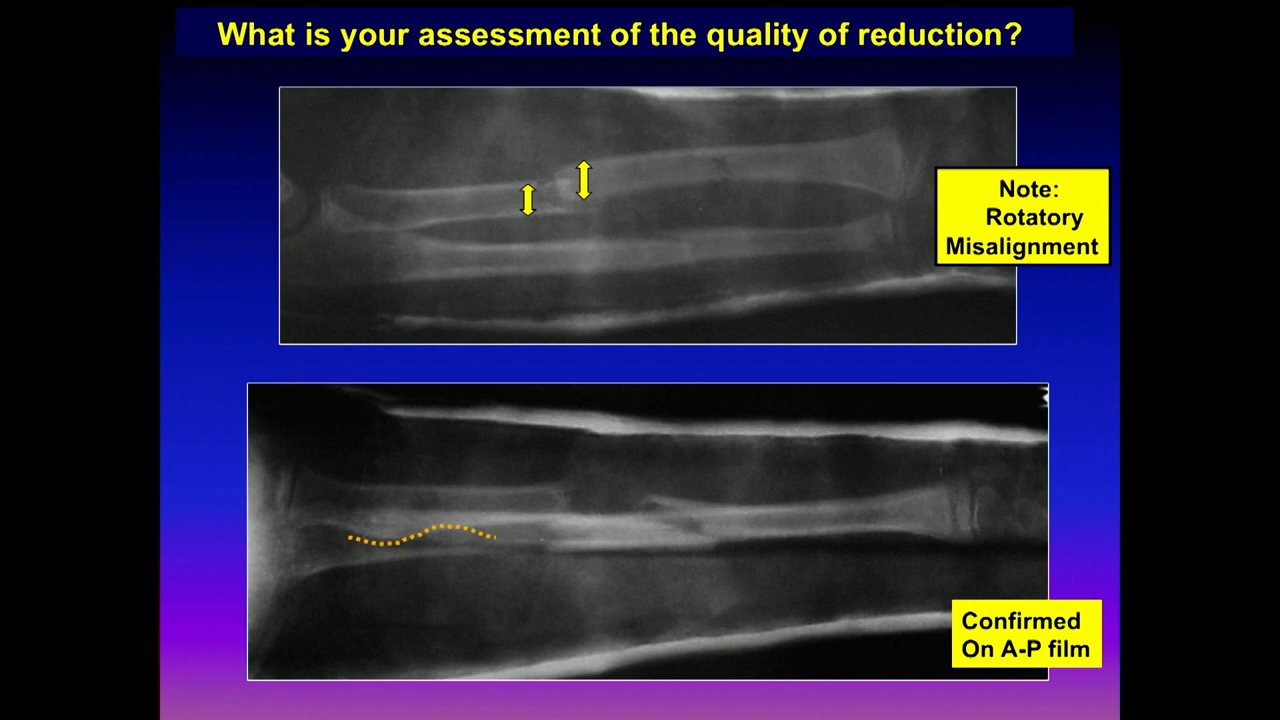 What is your assessment of the quality of reduction?
Note:
Rotatory
Misalignment
Confirmed
On A-P film